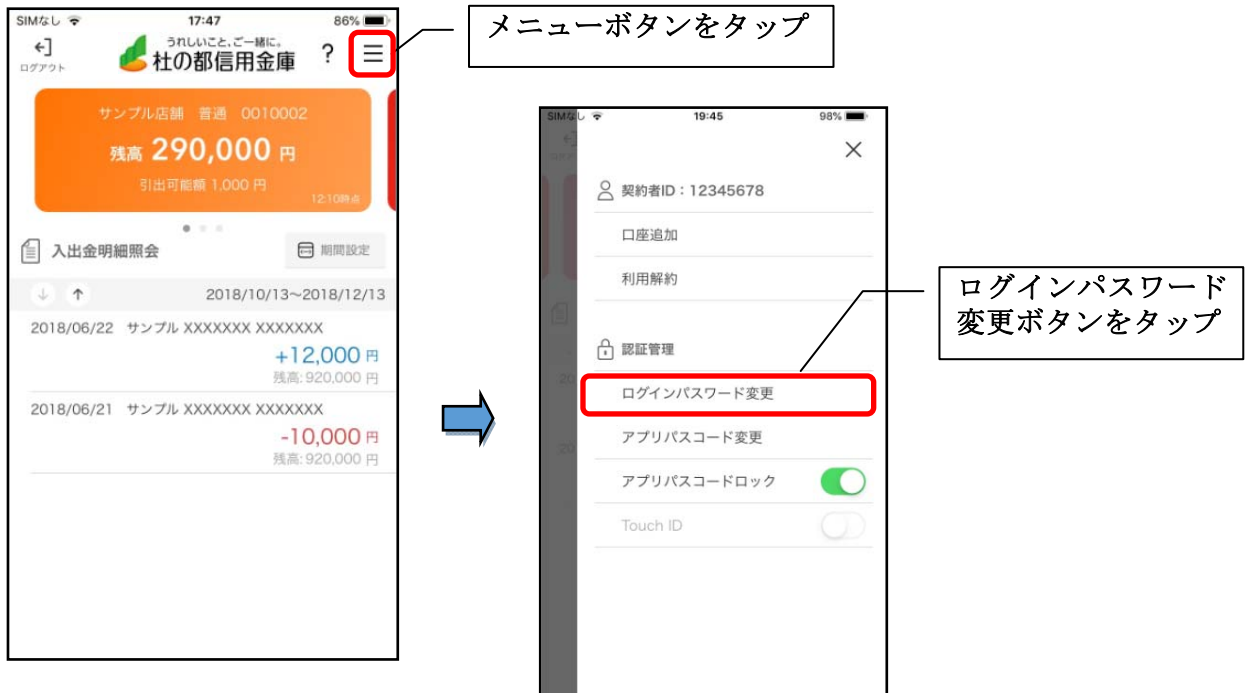 SIMなし 17:47 86%
ログアウト
うれしいこと、ご一緒に。
杜の都信用金庫
?
サンプル店舗 普通 0010002
残高 290,000 円
引出可能額 1,000 円
12:10時点
入出金明細照会
期間設定
2018/10/13～2018/12/13
2018/06/22 サンプル XXXXXXX XXXXXXX
+12,000 円
残高: 920,000 円
2018/06/21 サンプル XXXXXXX XXXXXXX
-10,000 円
残高: 920,000 円
メニューボタンをタップ
SIMなし 19:45 98%
契約者ID：12345678
口座追加
利用解約
認証管理
ログインパスワード変更
アプリパスコード変更
アプリパスコードロック
Touch ID
ログインパスワード
変更ボタンをタップ